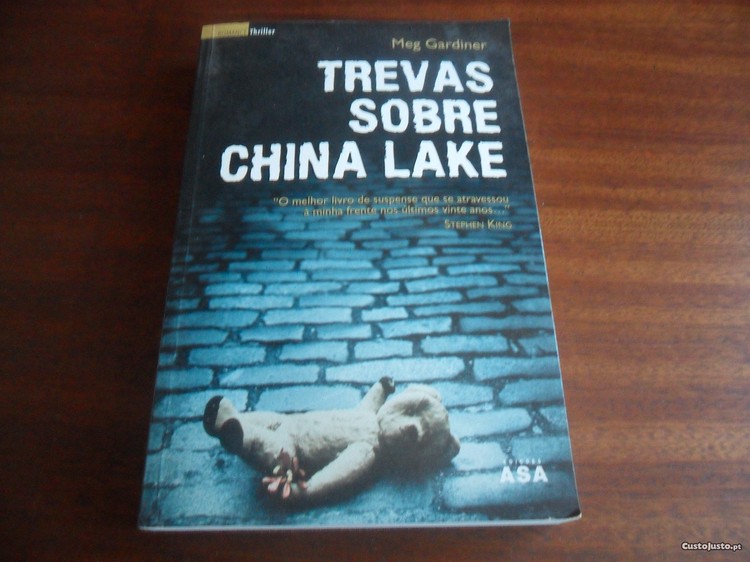 Thriller
Meg Gardiner
TREVAS
SOBRE
CHINA LAKE
"O melhor livro de suspense que se atravessou
à minha frente nos últimos vinte anos..."
STEPHEN KING
EDITORA
ASA
CustoJusto.pt